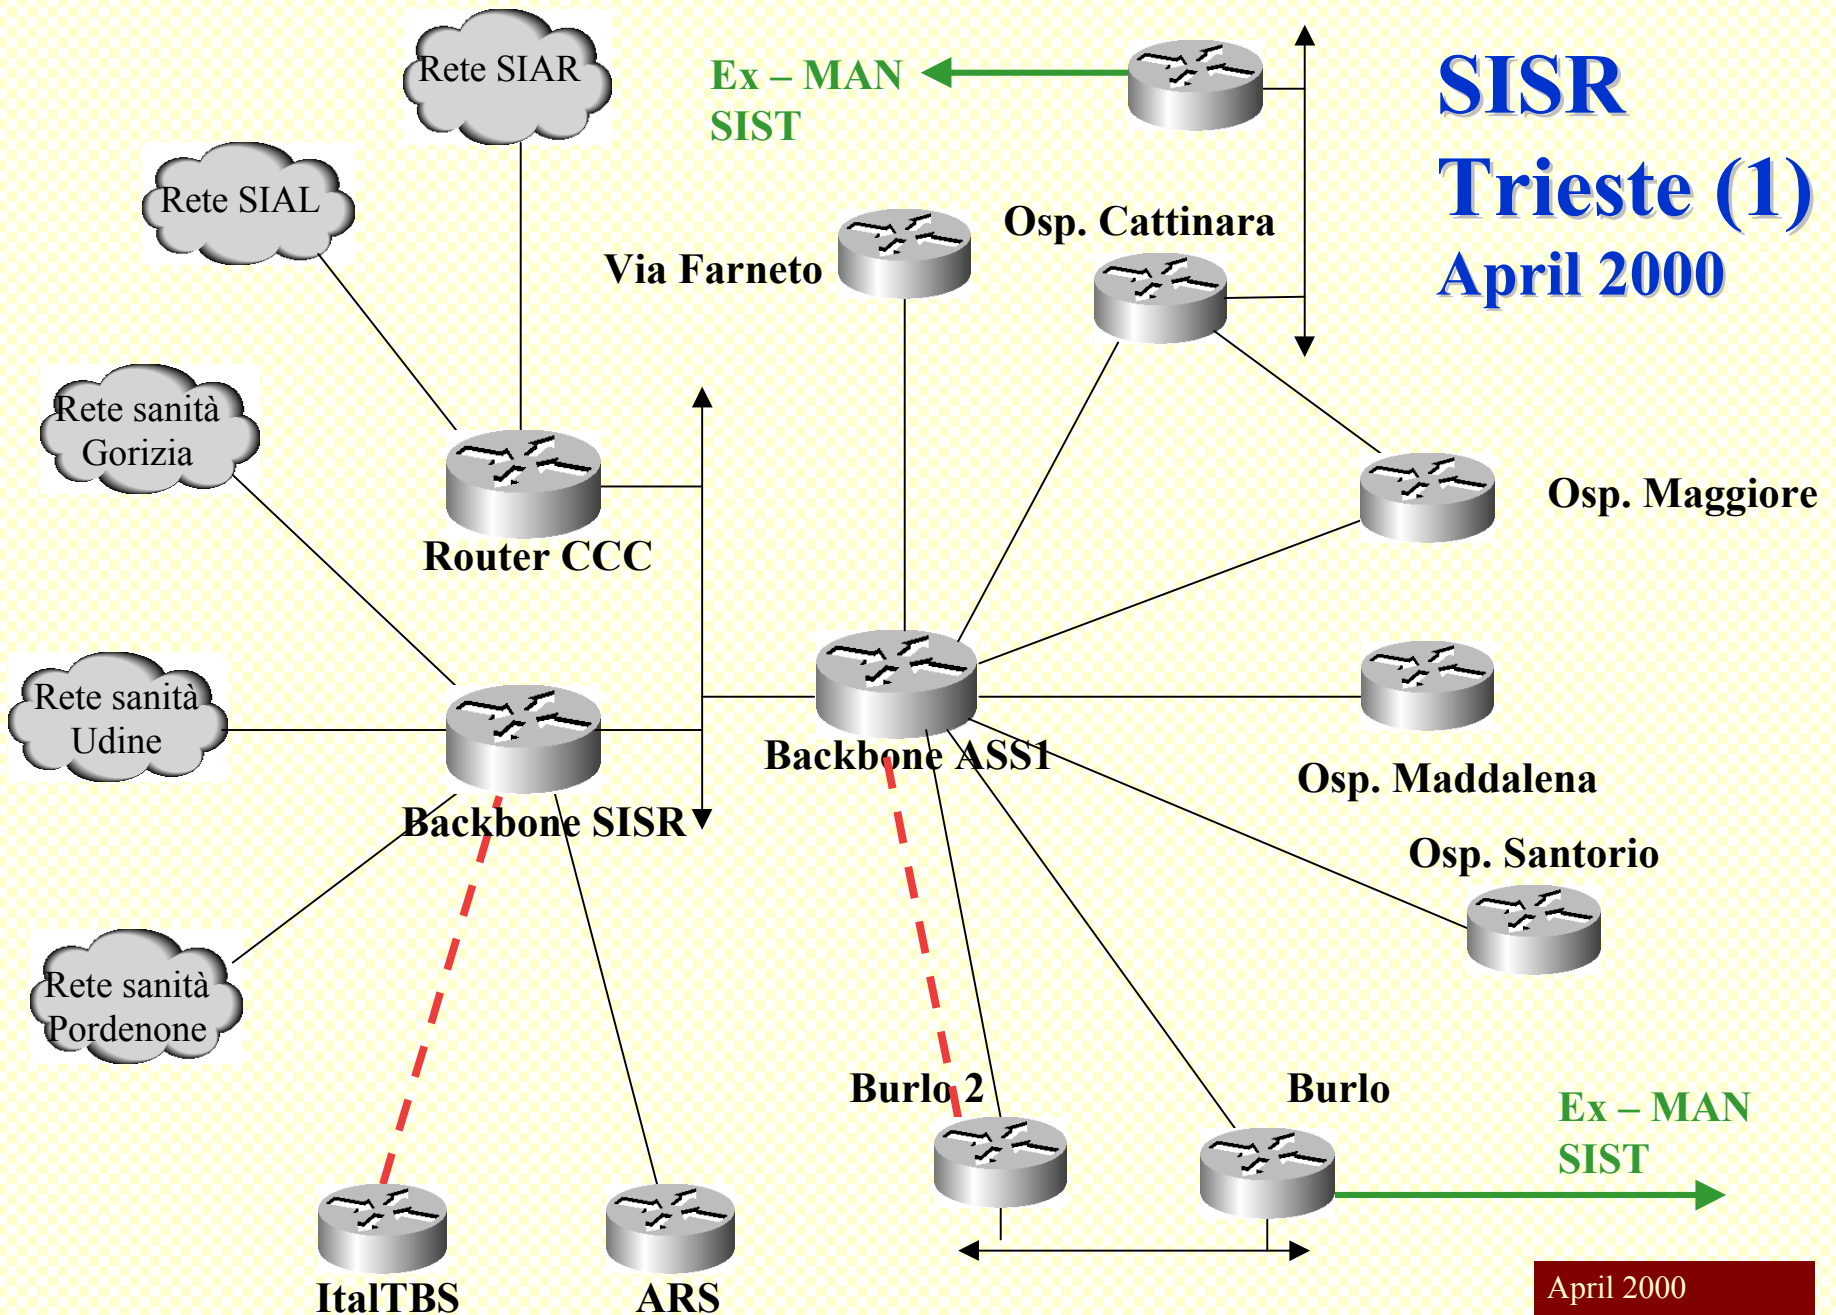 SISR
Trieste (1)
April 2000
Rete SIAR
Ex – MAN
SIST
Rete SIAL
Osp. Cattinara
Via Farneto
Rete sanità
Gorizia
Osp. Maggiore
Router CCC
Rete sanità
Udine
Backbone ASS1
Osp. Maddalena
Backbone SISR
Osp. Santorio
Rete sanità
Pordenone
Burlo 2
Burlo
Ex – MAN
SIST
ItalTBS
ARS
April 2000